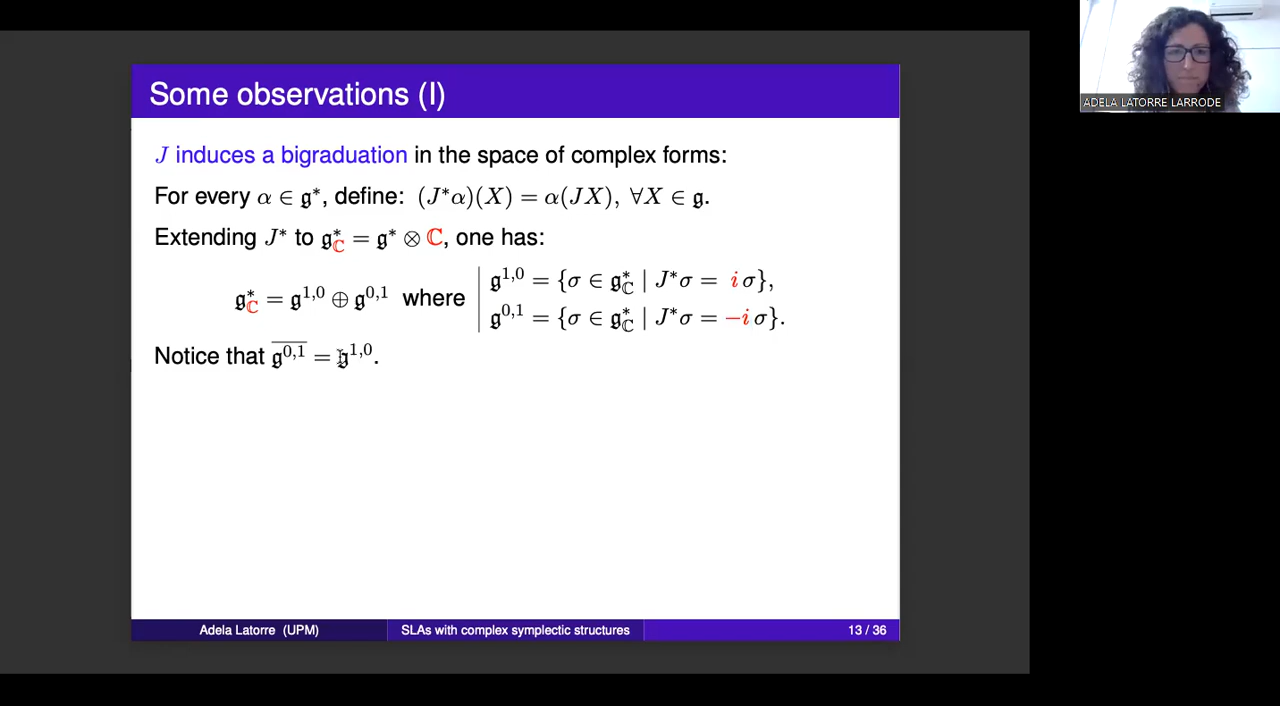 Some observations (I)
J induces a bigraduation in the space of complex forms:
For every α ∈ 𝔤*, define: (J*α)(X) = α(JX), ∀X ∈ 𝔤.
Extending J* to 𝔤*_ℂ = 𝔤* ⊗ ℂ, one has:
𝔤*_ℂ = 𝔤^{1,0} ⊕ 𝔤^{0,1} where
𝔤^{1,0} = {σ ∈ 𝔤*_ℂ | J*σ = i σ},
𝔤^{0,1} = {σ ∈ 𝔤*_ℂ | J*σ = −i σ}.
Notice that \overline{𝔤^{0,1}} = 𝔤^{1,0}.
Adela Latorre (UPM)
SLAs with complex symplectic structures
13 / 36
ADELA LATORRE LARRODE